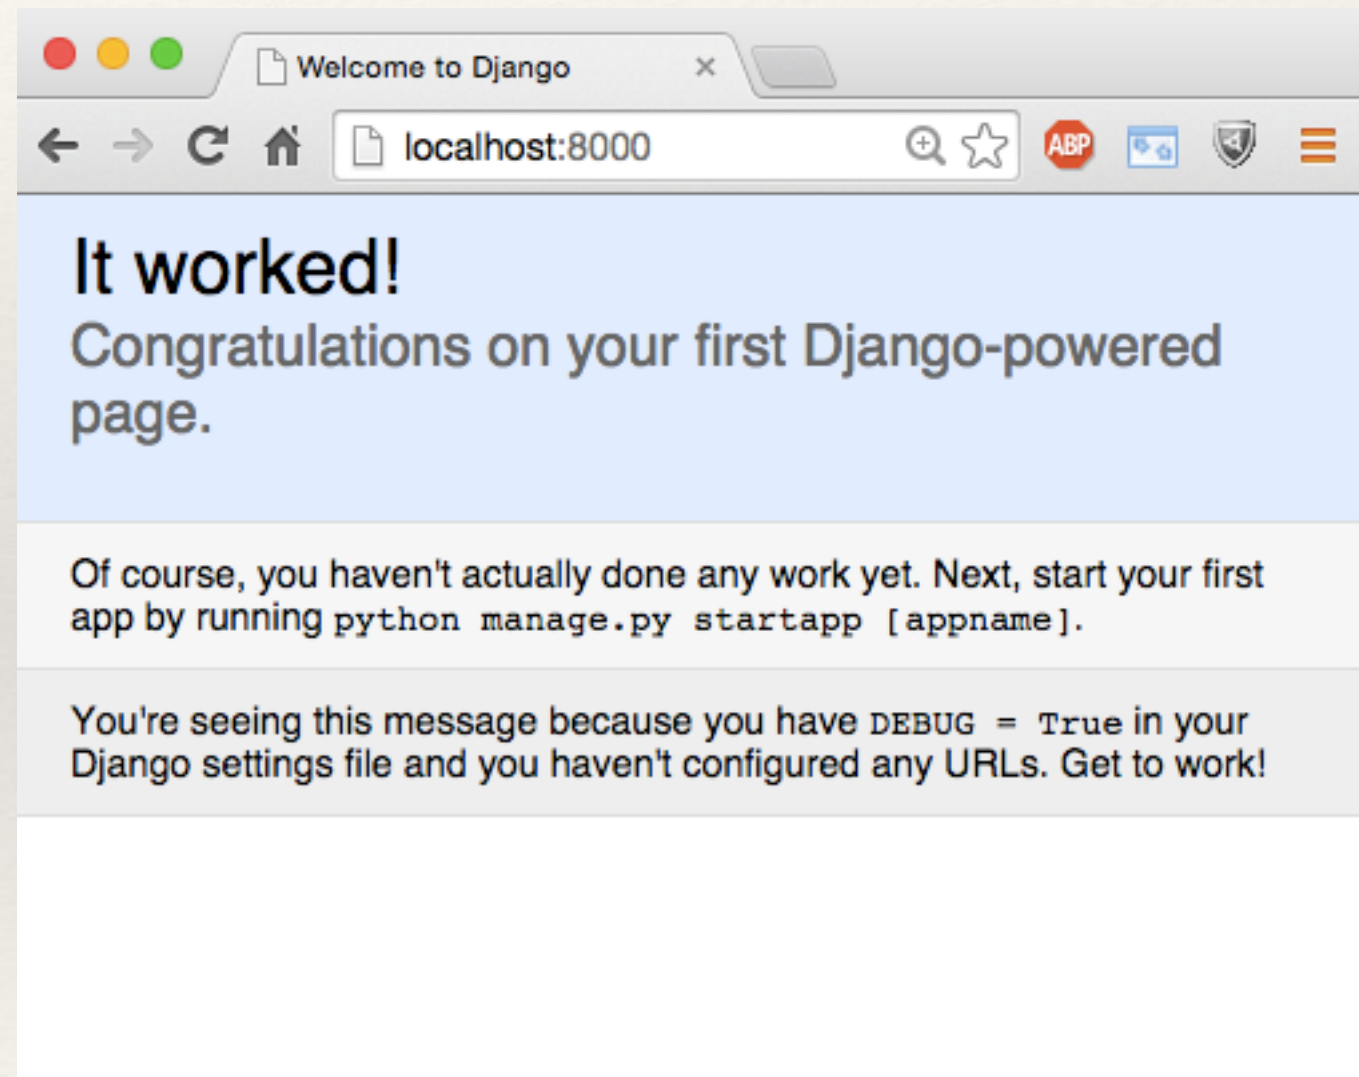 Welcome to Django
localhost:8000
ABP
It worked!
Congratulations on your first Django-powered
page.
Of course, you haven't actually done any work yet. Next, start your first
app by running python manage.py startapp [appname].
You're seeing this message because you have DEBUG = True in your
Django settings file and you haven't configured any URLs. Get to work!